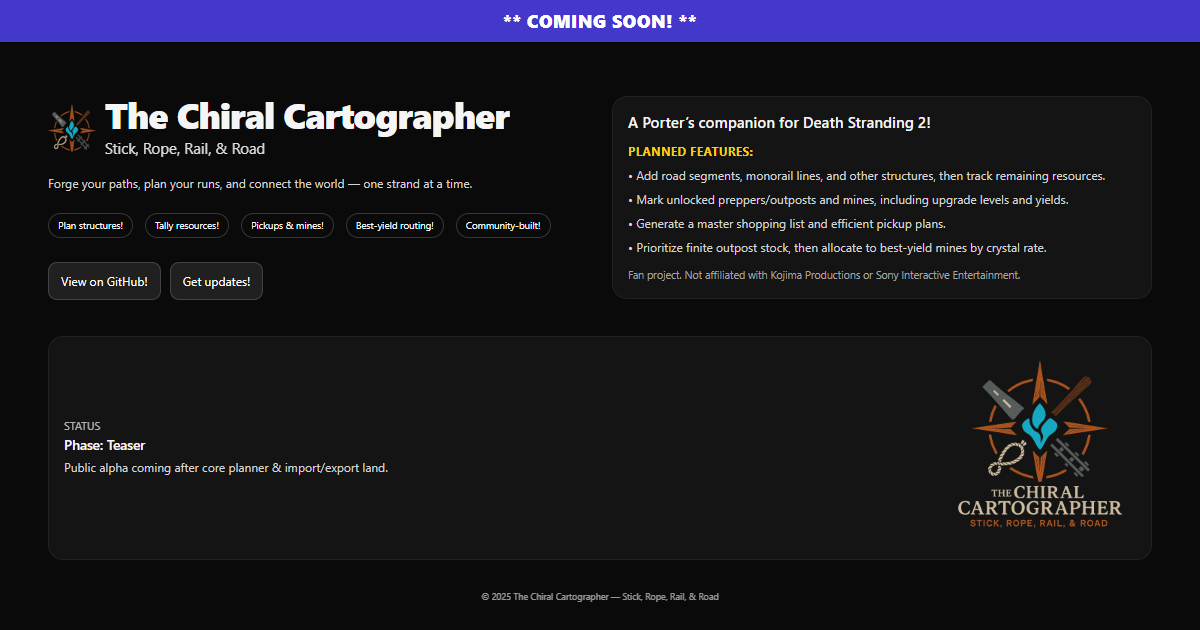 ** COMING SOON! **
The Chiral Cartographer
Stick, Rope, Rail, & Road
Forge your paths, plan your runs, and connect the world — one strand at a time.
Plan structures!
Tally resources!
Pickups & mines!
Best-yield routing!
Community-built!
View on GitHub!
Get updates!
A Porter’s companion for Death Stranding 2!
PLANNED FEATURES:
• Add road segments, monorail lines, and other structures, then track remaining resources.
• Mark unlocked preppers/outposts and mines, including upgrade levels and yields.
• Generate a master shopping list and efficient pickup plans.
• Prioritize finite outpost stock, then allocate to best-yield mines by crystal rate.
Fan project. Not affiliated with Kojima Productions or Sony Interactive Entertainment.
STATUS
Phase: Teaser
Public alpha coming after core planner & import/export land.
THE CHIRAL
CARTOGRAPHER
STICK, ROPE, RAIL, & ROAD
© 2025 The Chiral Cartographer — Stick, Rope, Rail, & Road